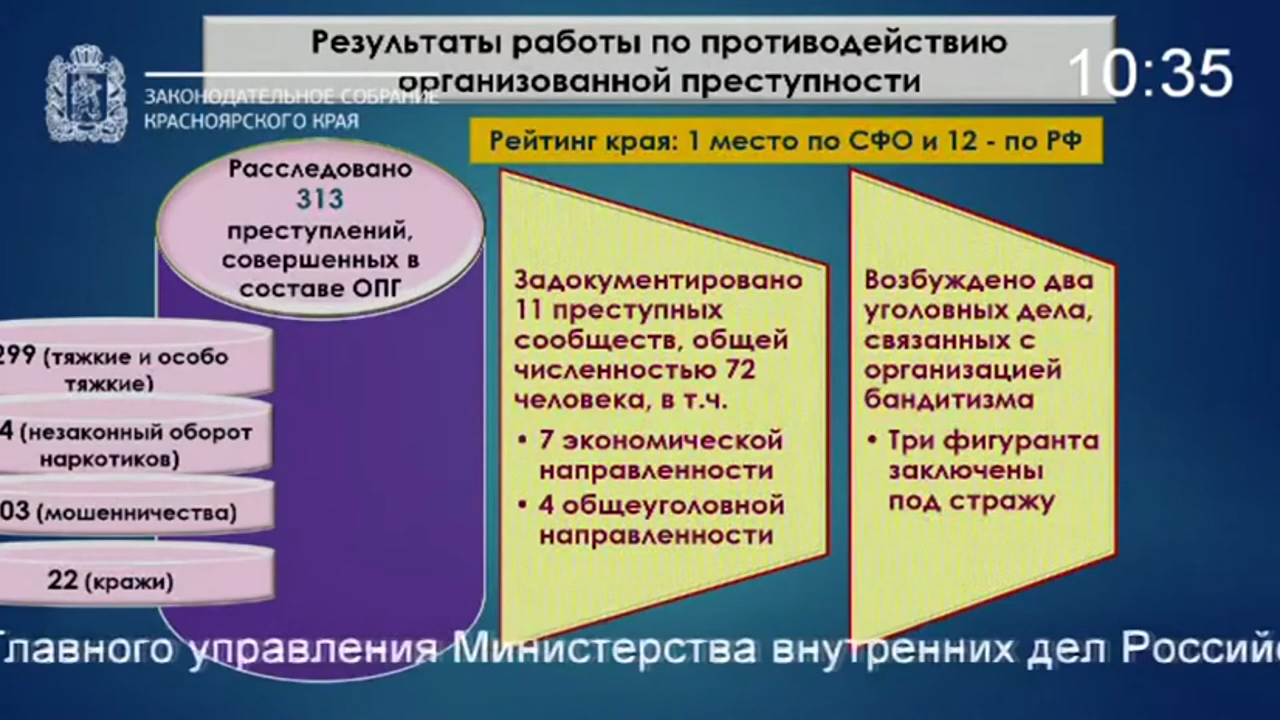 Результаты работы по противодействию
организованной преступности
10:35
ЗАКОНОДАТЕЛЬНОЕ СОБРАНИЕ
КРАСНОЯРСКОГО КРАЯ
Рейтинг края: 1 место по СФО и 12 - по РФ
Расследовано
313
преступлений,
совершенных в
составе ОПГ
299 (тяжкие и особо
тяжкие)
4 (незаконный оборот
наркотиков)
03 (мошенничества)
22 (кражи)
Задокументировано
11 преступных
сообществ, общей
численностью 72
человека, в т.ч.
• 7 экономической
направленности
• 4 общеуголовной
направленности
Возбуждено два
уголовных дела,
связанных с
организацией
бандитизма
• Три фигуранта
заключены
под стражу
Главного управления Министерства внутренних дел Российс